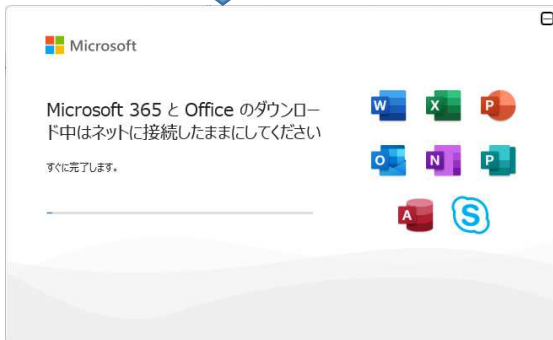 Microsoft
Microsoft 365 と Office のダウンロー
ド中はネットに接続したままにしてください
すぐに完了します。
W
X
P
O
N
P
A
S